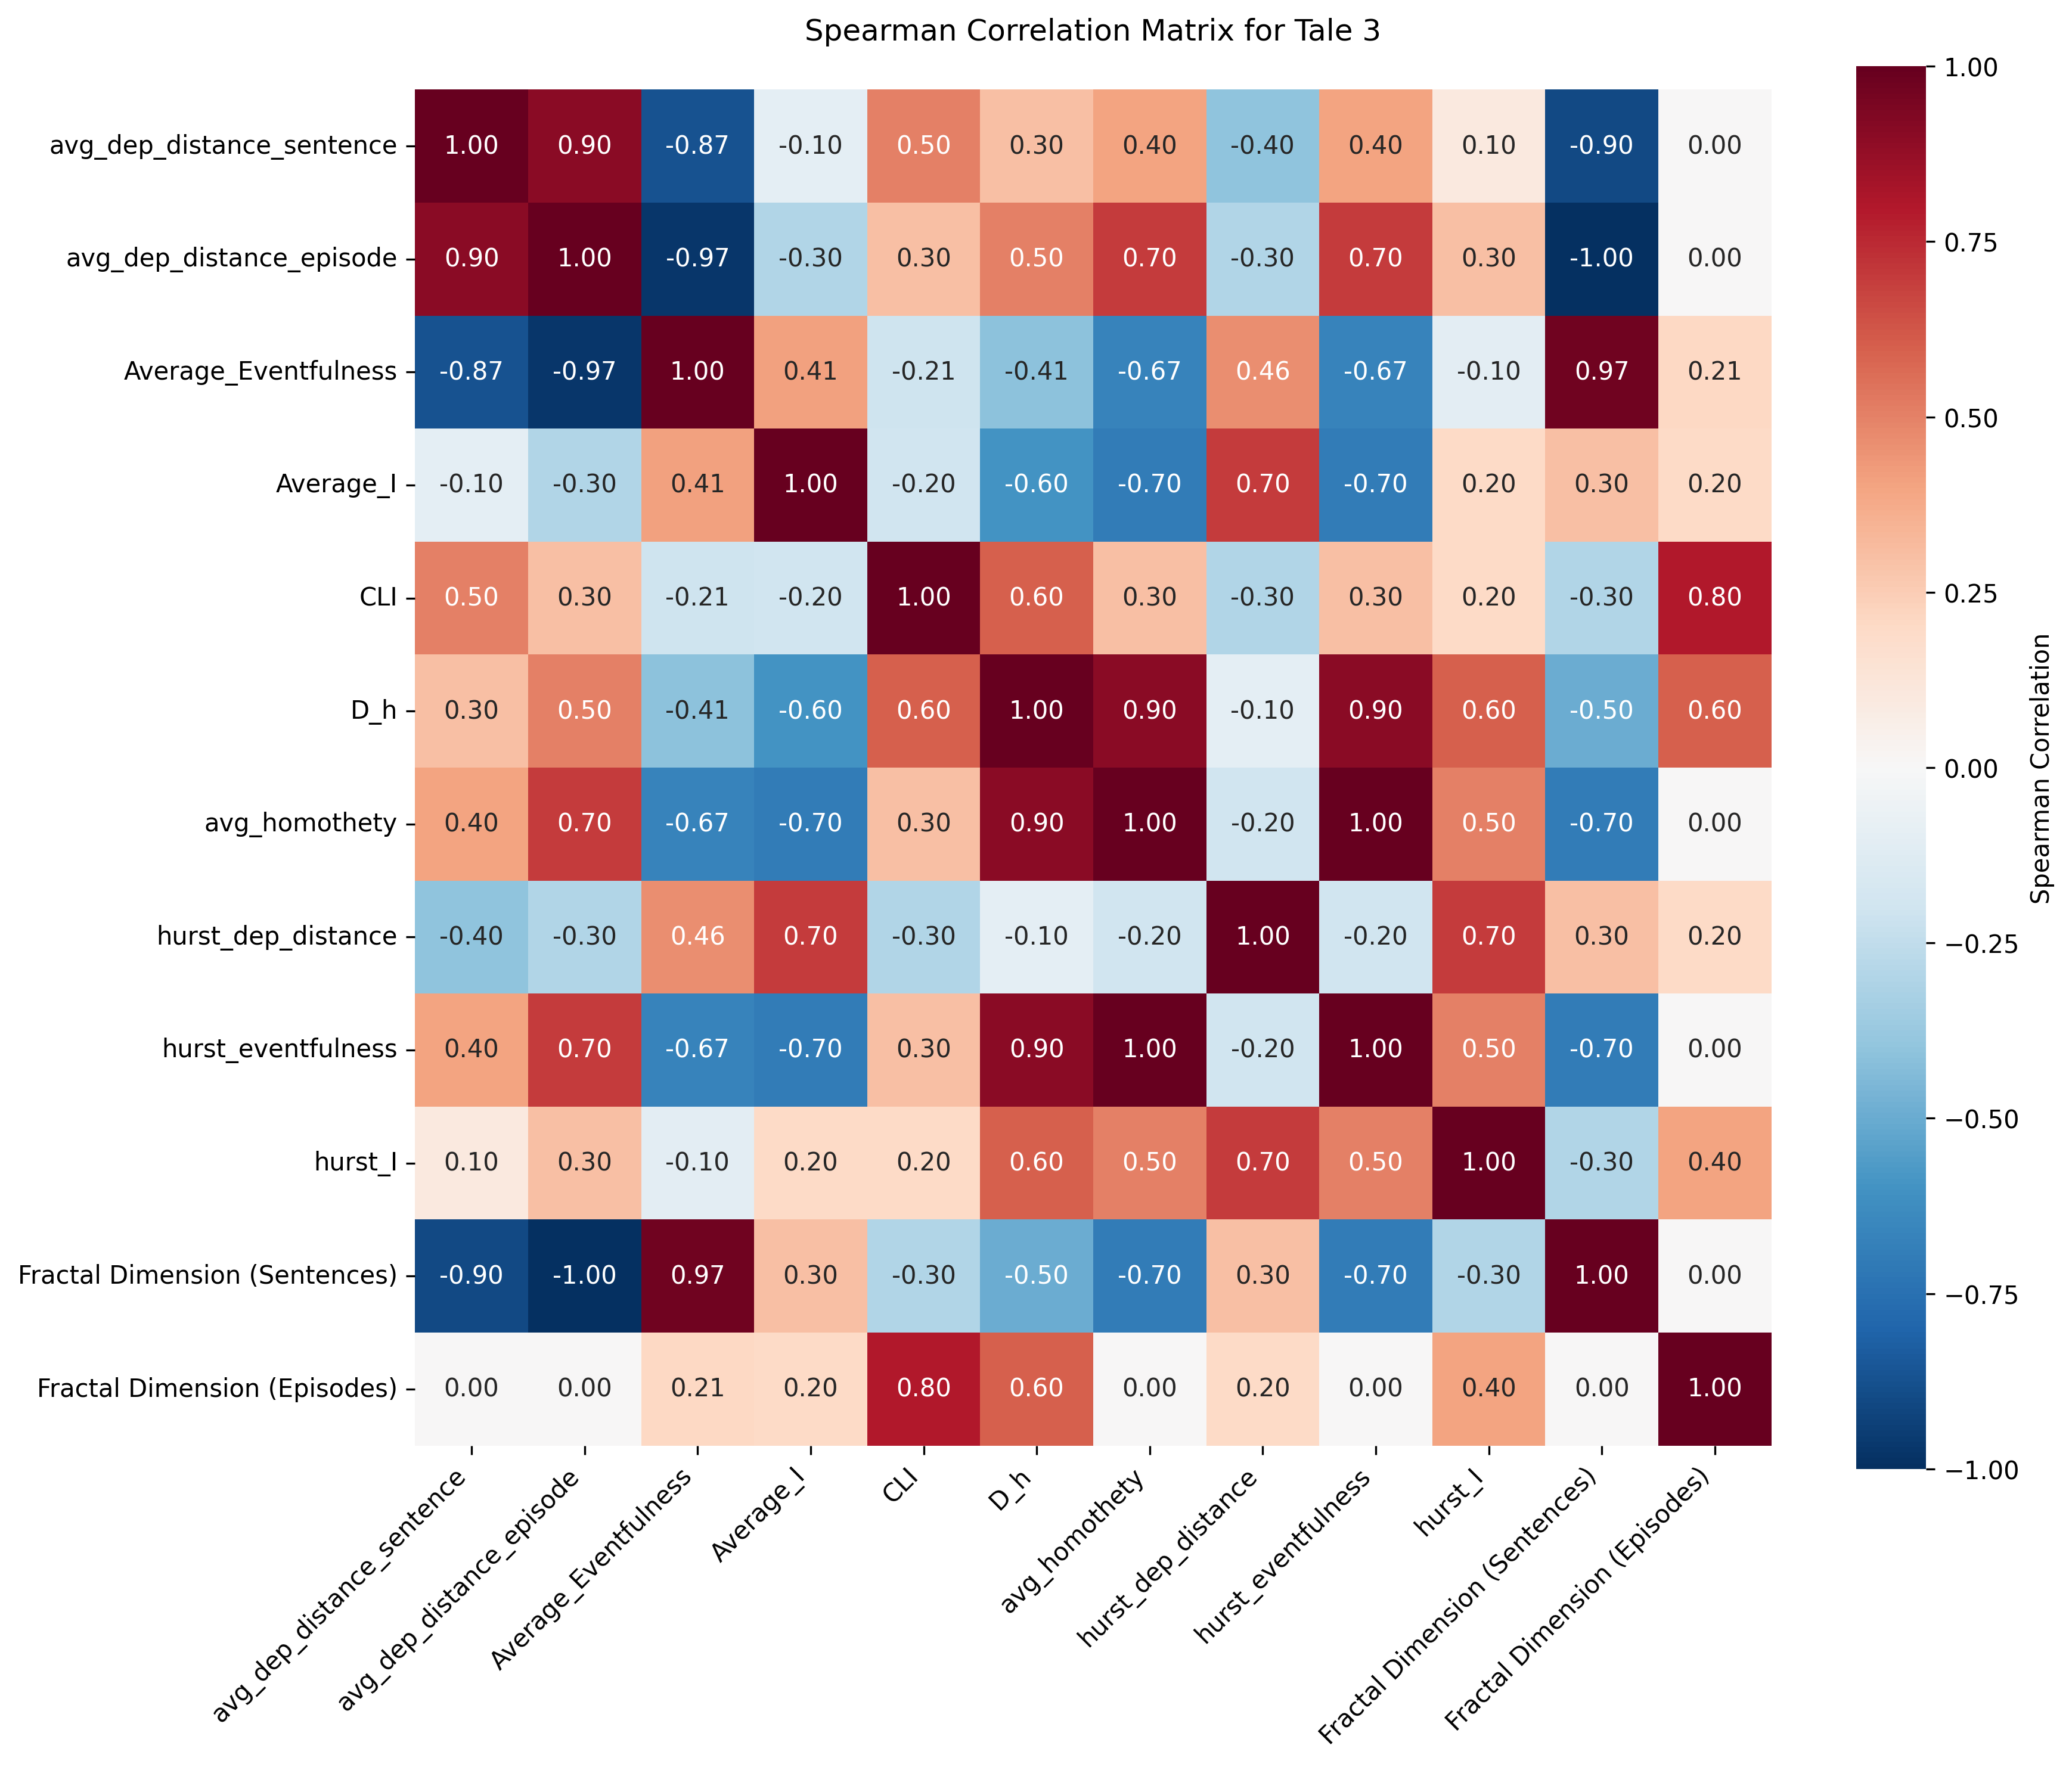 Spearman Correlation Matrix for Tale 3
avg_dep_distance_sentence 1.00 0.90 -0.87 -0.10 0.50 0.30 0.40 -0.40 0.40 0.10 -0.90 0.00
avg_dep_distance_episode 0.90 1.00 -0.97 -0.30 0.30 0.50 0.70 -0.30 0.70 0.30 -1.00 0.00
Average_Eventfulness -0.87 -0.97 1.00 0.41 -0.21 -0.41 -0.67 0.46 -0.67 -0.10 0.97 0.21
Average_I -0.10 -0.30 0.41 1.00 -0.20 -0.60 -0.70 0.70 -0.70 0.20 0.30 0.20
CLI 0.50 0.30 -0.21 -0.20 1.00 0.60 0.30 -0.30 0.30 0.20 -0.30 0.80
D_h 0.30 0.50 -0.41 -0.60 0.60 1.00 0.90 -0.10 0.90 0.60 -0.50 0.60
avg_homothety 0.40 0.70 -0.67 -0.70 0.30 0.90 1.00 -0.20 1.00 0.50 -0.70 0.00
hurst_dep_distance -0.40 -0.30 0.46 0.70 -0.30 -0.10 -0.20 1.00 -0.20 0.70 0.30 0.20
hurst_eventfulness 0.40 0.70 -0.67 -0.70 0.30 0.90 1.00 -0.20 1.00 0.50 -0.70 0.00
hurst_I 0.10 0.30 -0.10 0.20 0.20 0.60 0.50 0.70 0.50 1.00 -0.30 0.40
Fractal Dimension (Sentences) -0.90 -1.00 0.97 0.30 -0.30 -0.50 -0.70 0.30 -0.70 -0.30 1.00 0.00
Fractal Dimension (Episodes) 0.00 0.00 0.21 0.20 0.80 0.60 0.00 0.20 0.00 0.40 0.00 1.00
avg_dep_distance_sentence
avg_dep_distance_episode
Average_Eventfulness
Average_I
CLI
D_h
avg_homothety
hurst_dep_distance
hurst_eventfulness
hurst_I
Fractal Dimension (Sentences)
Fractal Dimension (Episodes)
1.00
0.75
0.50
0.25
0.00
−0.25
−0.50
−0.75
−1.00
Spearman Correlation